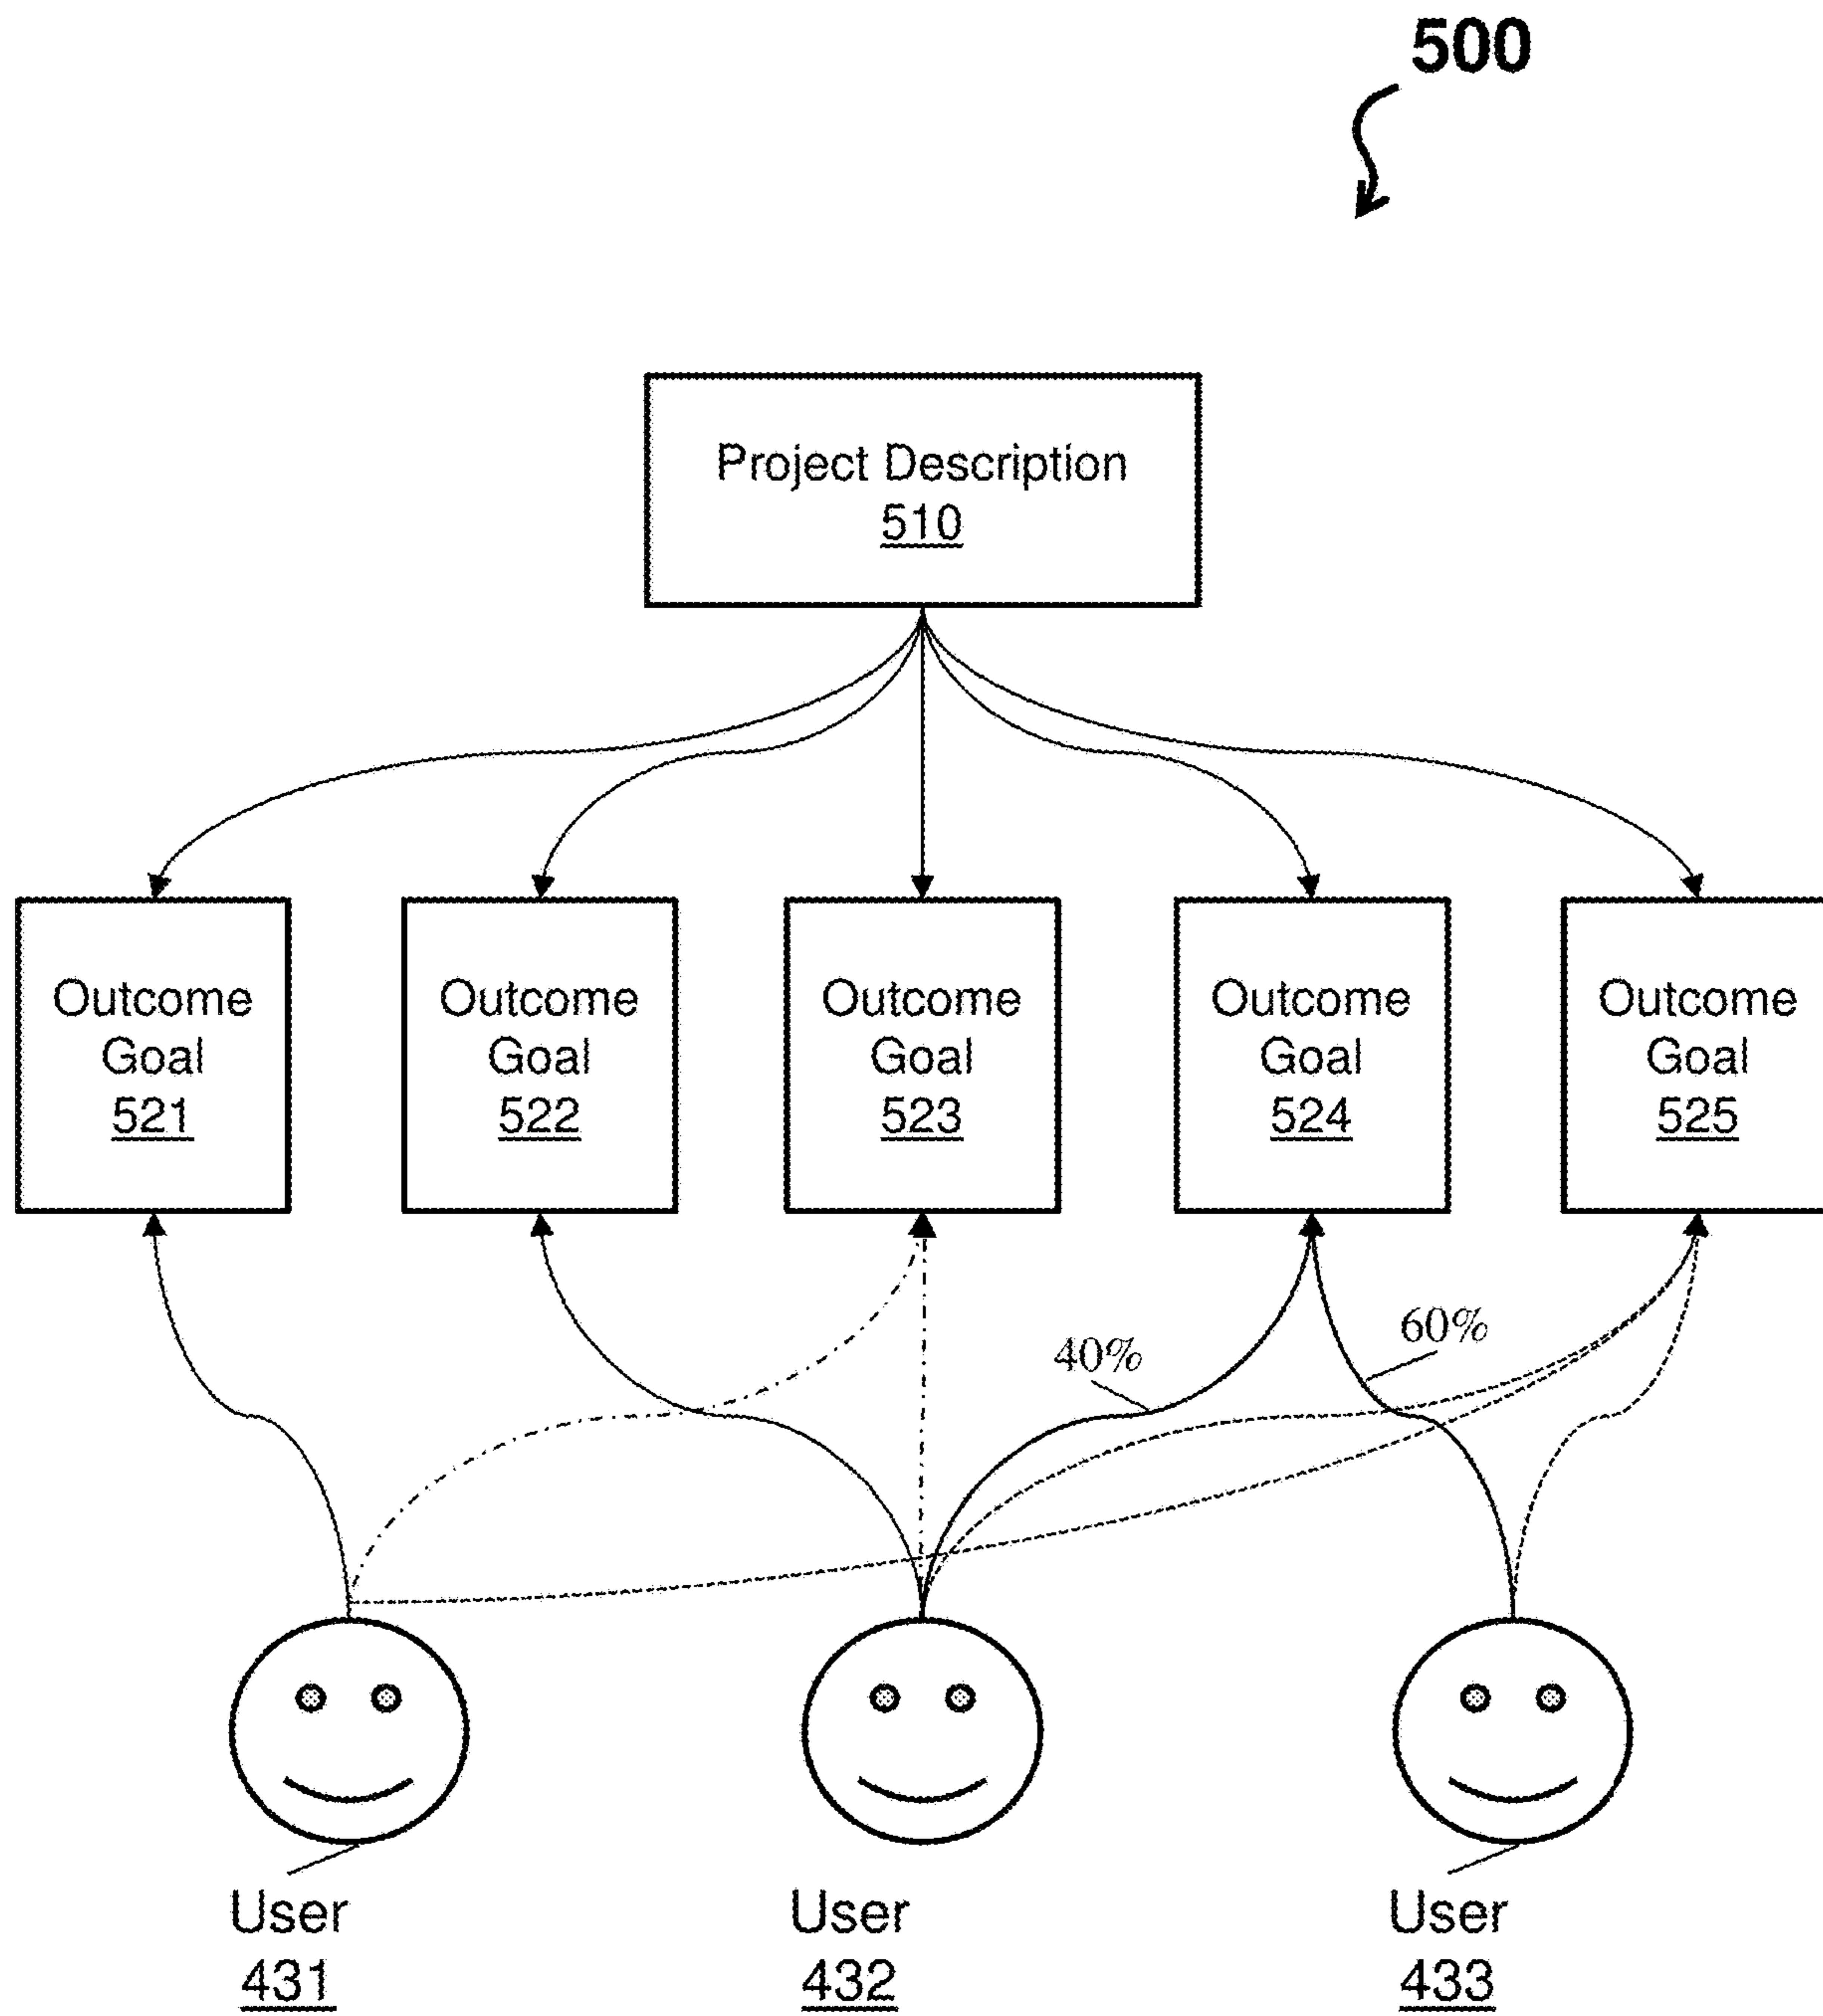 500
Project Description
510
Outcome
Goal
521
Outcome
Goal
522
Outcome
Goal
523
Outcome
Goal
524
Outcome
Goal
525
40%
60%
User
431
User
432
User
433